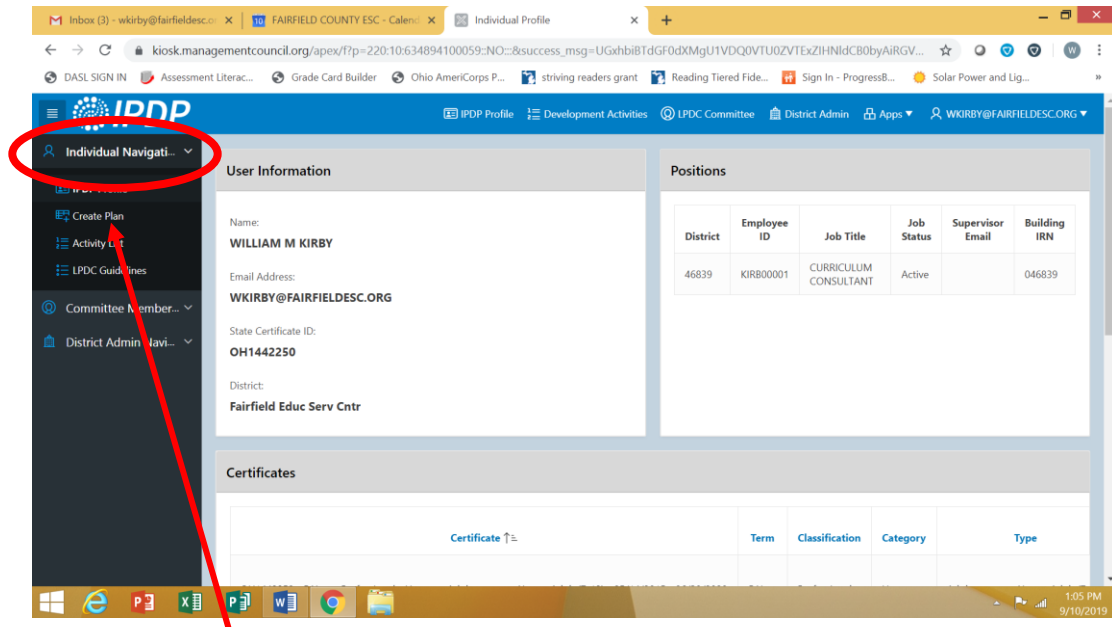 Inbox (3) - wkirby@fairfieldesc.o
10 FAIRFIELD COUNTY ESC - Calend
Individual Profile
kiosk.managementcouncil.org/apex/f?p=220:10:634894100059::NO:::&success_msg=UGxhbiBTdGF0dXMgU1VDQ0VTU0ZVTExZIHNldCB0byAiRGV...
W
DASL SIGN IN Assessment Literac... Grade Card Builder Ohio AmeriCorps P... striving readers grant Reading Tiered Fide... Sign In - ProgressB... Solar Power and Lig... »
IPDP
IPDP Profile Development Activities LPDC Committee District Admin Apps WKIRBY@FAIRFIELDESC.ORG
Individual Navigati...
IPDP Profile
Create Plan
Activity List
LPDC Guidelines
Committee Member...
District Admin Navi...
User Information
Name:
WILLIAM M KIRBY
Email Address:
WKIRBY@FAIRFIELDESC.ORG
State Certificate ID:
OH1442250
District:
Fairfield Educ Serv Cntr
Positions
District Employee ID Job Title Job Status Supervisor Email Building IRN
46839 KIRB00001 CURRICULUM CONSULTANT Active 046839
Certificates
Certificate Term Classification Category Type
1:05 PM
9/10/2019